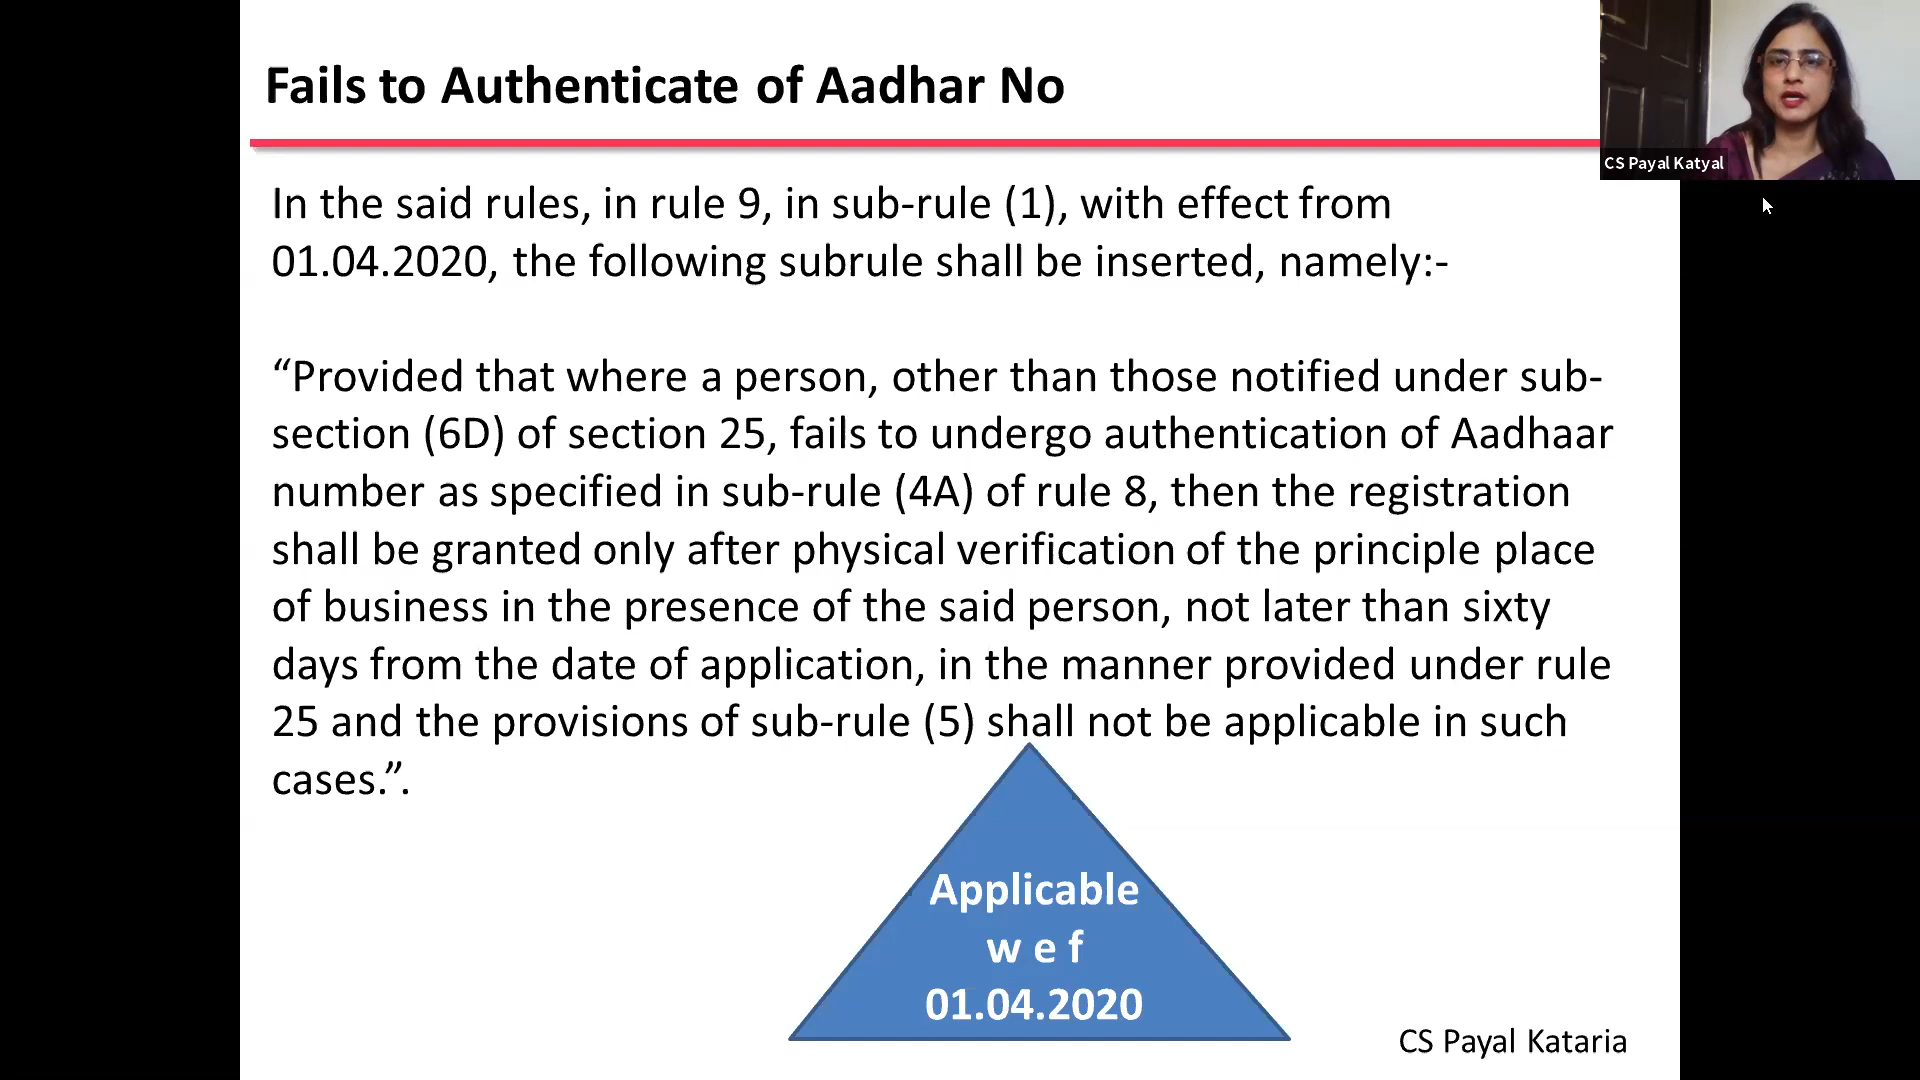 Fails to Authenticate of Aadhar No
CS Payal Katyal
In the said rules, in rule 9, in sub-rule (1), with effect from
01.04.2020, the following subrule shall be inserted, namely:-
“Provided that where a person, other than those notified under sub-
section (6D) of section 25, fails to undergo authentication of Aadhaar
number as specified in sub-rule (4A) of rule 8, then the registration
shall be granted only after physical verification of the principle place
of business in the presence of the said person, not later than sixty
days from the date of application, in the manner provided under rule
25 and the provisions of sub-rule (5) shall not be applicable in such
cases.”.
Applicable
w e f
01.04.2020
CS Payal Kataria